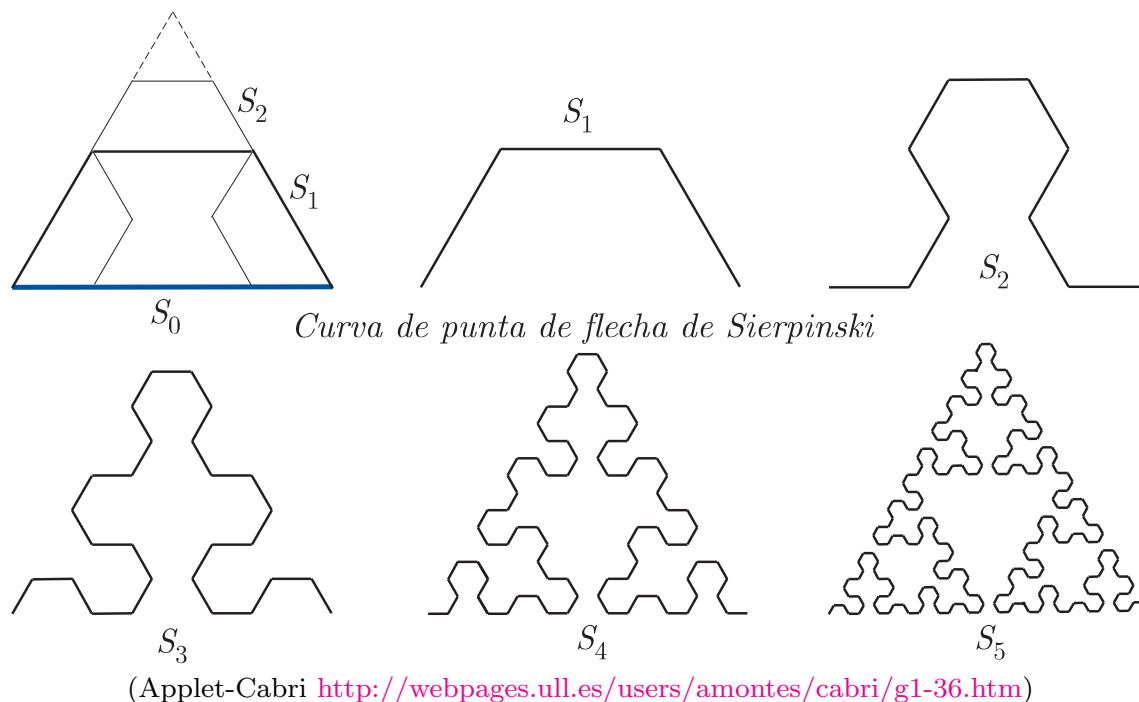 S₂
S₁
S₀
S₁
S₂
Curva de punta de flecha de Sierpinski
S₃
S₄
S₅
(Applet-Cabri http://webpages.ull.es/users/amontes/cabri/g1-36.htm)